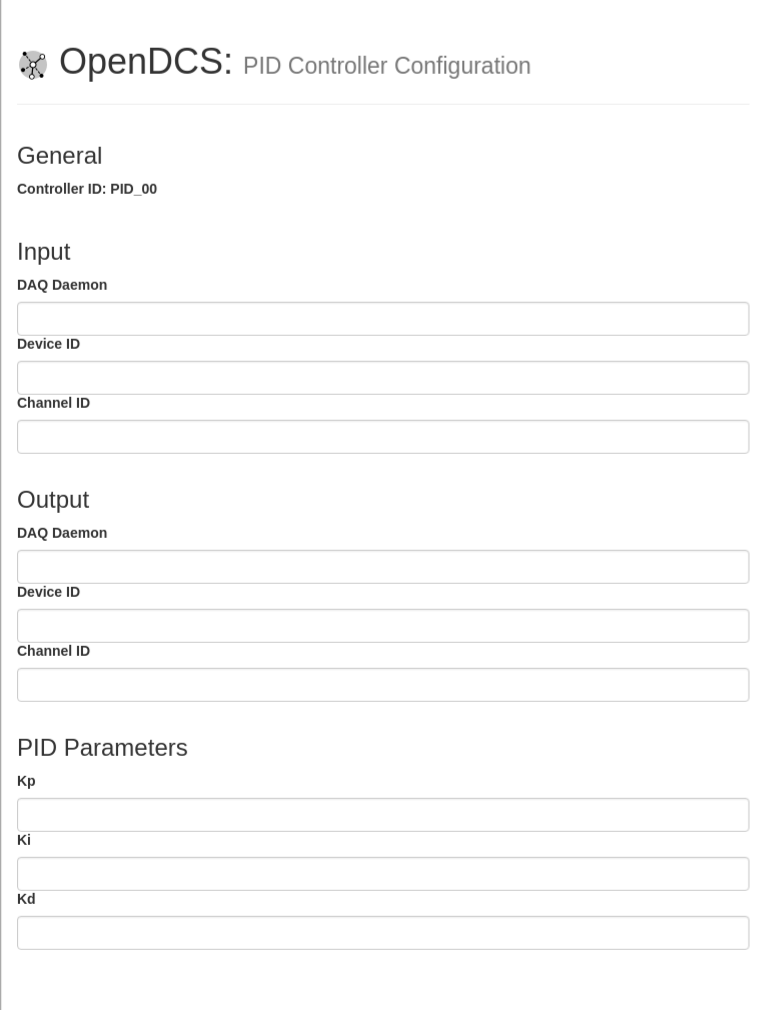 OpenDCS: PID Controller Configuration
General
Controller ID: PID_00
Input
DAQ Daemon
Device ID
Channel ID
Output
DAQ Daemon
Device ID
Channel ID
PID Parameters
Kp
Ki
Kd